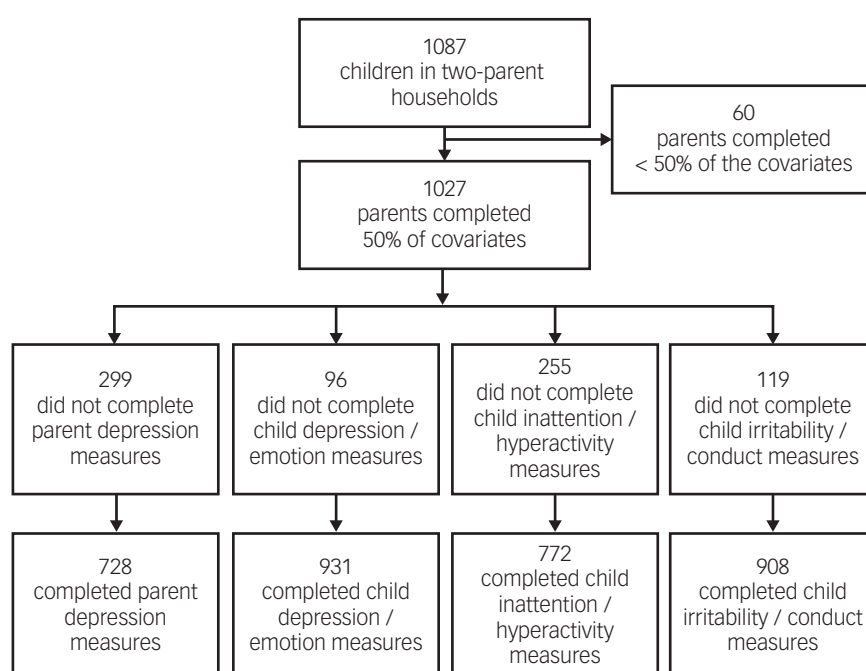 1087
children in two-parent
households
60
parents completed
< 50% of the covariates
1027
parents completed
50% of covariates
299
did not complete
parent depression
measures
96
did not complete
child depression /
emotion measures
255
did not complete
child inattention /
hyperactivity
measures
119
did not complete
child irritability /
conduct measures
728
completed parent
depression
measures
931
completed child
depression /
emotion measures
772
completed child
inattention /
hyperactivity
measures
908
completed child
irritability / conduct
measures